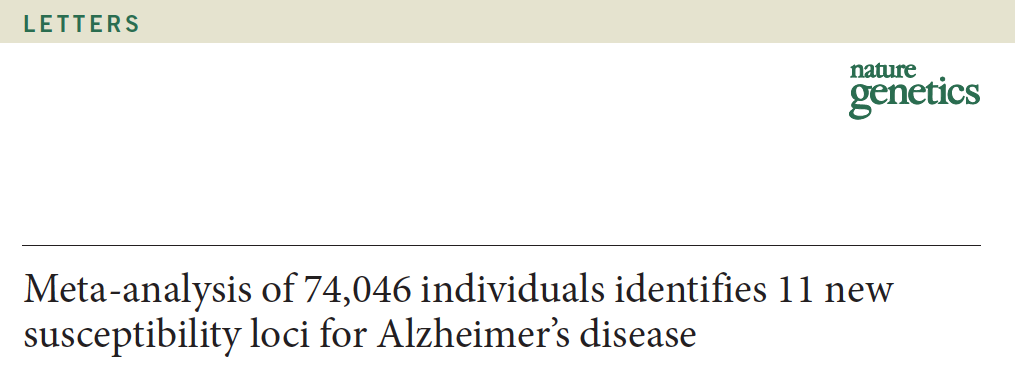 LETTERS
nature
genetics
Meta-analysis of 74,046 individuals identifies 11 new
susceptibility loci for Alzheimer’s disease